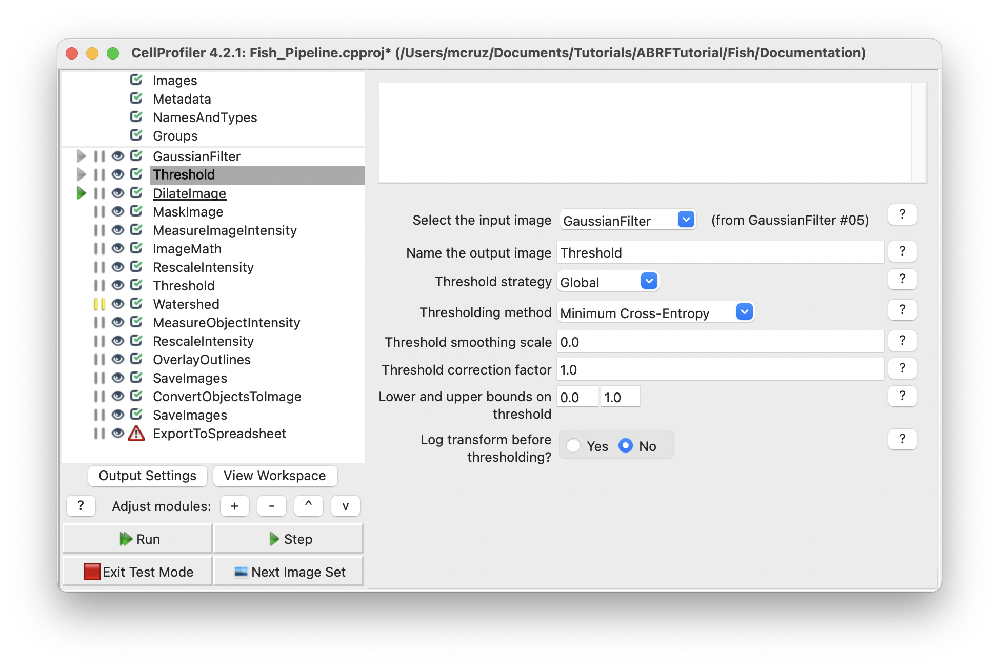 CellProfiler 4.2.1: Fish_Pipeline.cpproj* (/Users/mcruz/Documents/Tutorials/ABRFTutorial/Fish/Documentation)
Images
Metadata
NamesAndTypes
Groups
GaussianFilter
Threshold
DilateImage
MaskImage
MeasureImageIntensity
ImageMath
RescaleIntensity
Threshold
Watershed
MeasureObjectIntensity
RescaleIntensity
OverlayOutlines
SaveImages
ConvertObjectsToImage
SaveImages
ExportToSpreadsheet
Output Settings View Workspace
? Adjust modules: + - ^ v
Run Step
Exit Test Mode Next Image Set
Select the input image GaussianFilter (from GaussianFilter #05) ?
Name the output image Threshold ?
Threshold strategy Global ?
Thresholding method Minimum Cross-Entropy ?
Threshold smoothing scale 0.0 ?
Threshold correction factor 1.0 ?
Lower and upper bounds on 0.0 1.0 ?
threshold
Log transform before Yes No ?
thresholding?